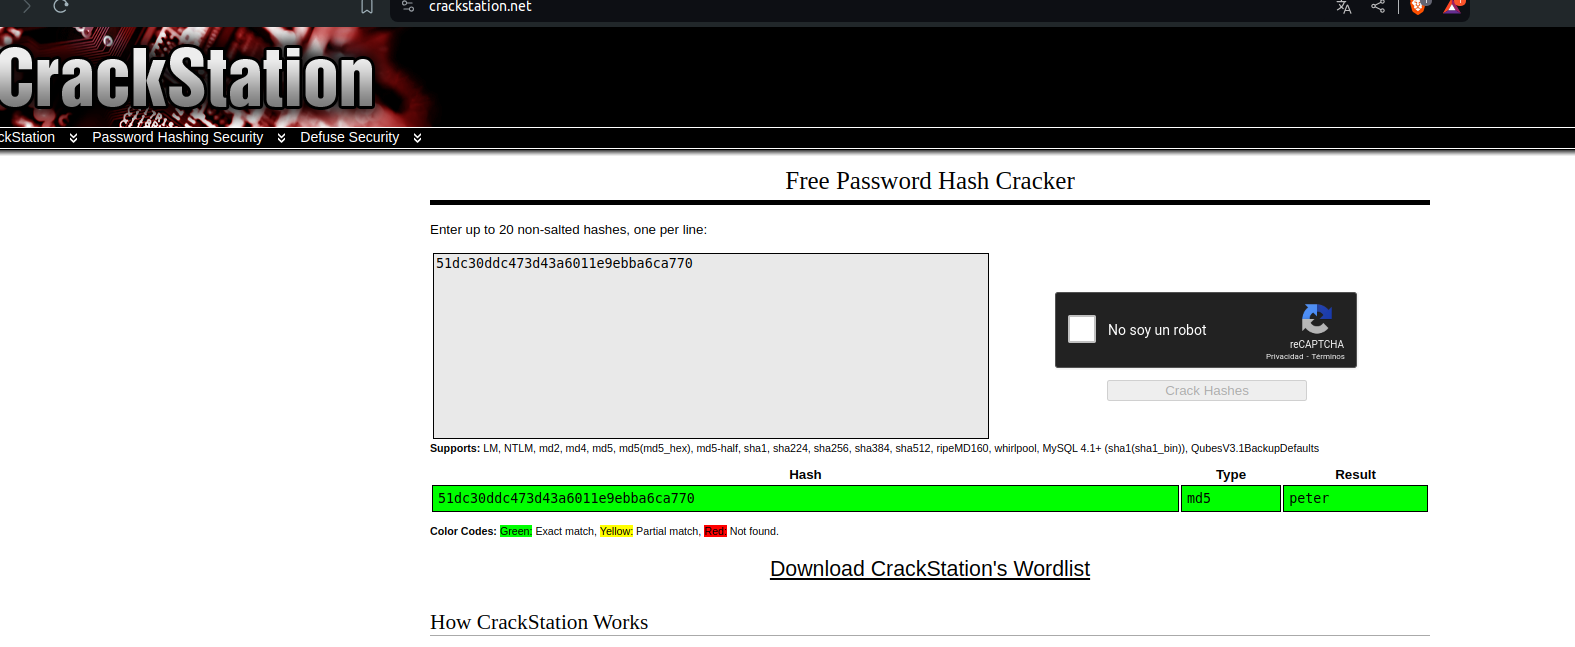 crackstation.net
CrackStation
ckStation Password Hashing Security Defuse Security
Free Password Hash Cracker
Enter up to 20 non-salted hashes, one per line:
51dc30ddc473d43a6011e9ebba6ca770
No soy un robot
reCAPTCHA
Privacidad - Términos
Crack Hashes
Supports: LM, NTLM, md2, md4, md5, md5(md5_hex), md5-half, sha1, sha224, sha256, sha384, sha512, ripeMD160, whirlpool, MySQL 4.1+ (sha1(sha1_bin)), QubesV3.1BackupDefaults
Hash Type Result
51dc30ddc473d43a6011e9ebba6ca770 md5 peter
Color Codes: Green: Exact match, Yellow: Partial match, Red: Not found.
Download CrackStation's Wordlist
How CrackStation Works